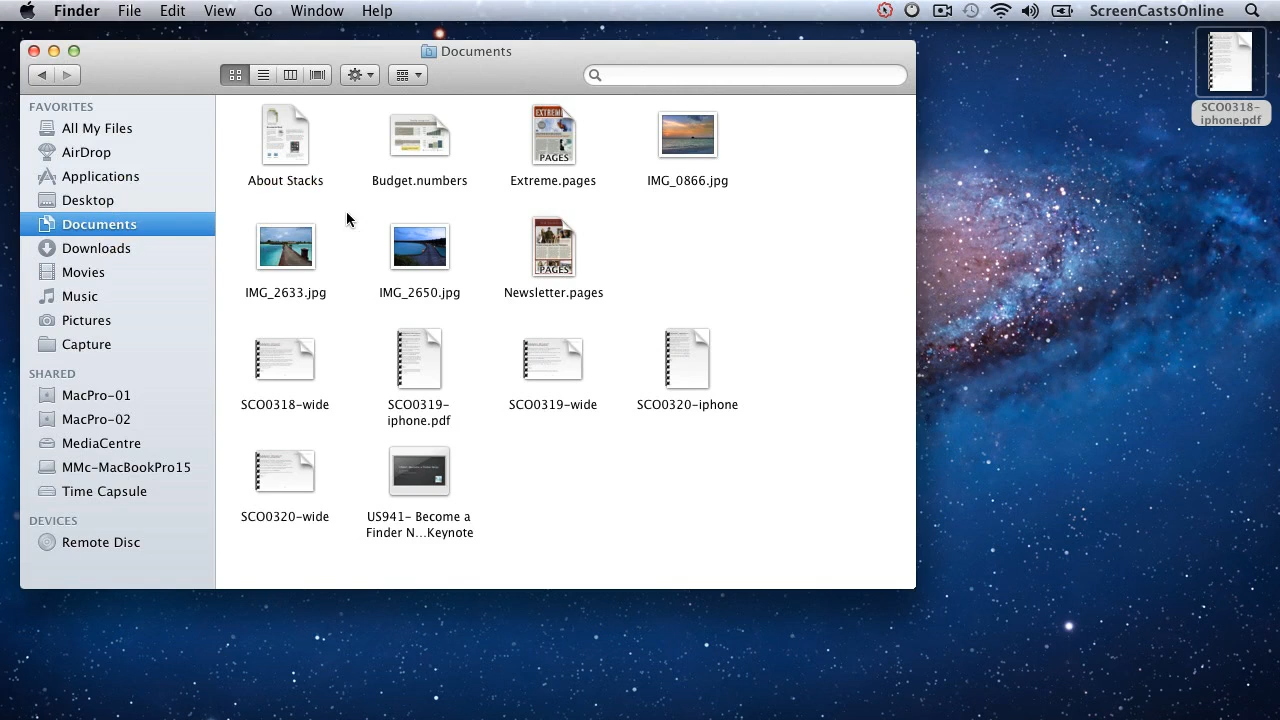 Finder File Edit View Go Window Help ScreenCastsOnline
Documents
SCO0318-
iphone.pdf
FAVORITES
All My Files
AirDrop
Applications
Desktop
Documents
Downloads
Movies
Music
Pictures
Capture
SHARED
MacPro-01
MacPro-02
MediaCentre
MMc-MacBookPro15
Time Capsule
DEVICES
Remote Disc
EXTREME
PAGES
About Stacks Budget.numbers Extreme.pages IMG_0866.jpg
PAGES
IMG_2633.jpg IMG_2650.jpg Newsletter.pages
SCO0318-wide SCO0319- SCO0319-wide SCO0320-iphone
iphone.pdf
SCO0320-wide US941- Become a
Finder N...Keynote